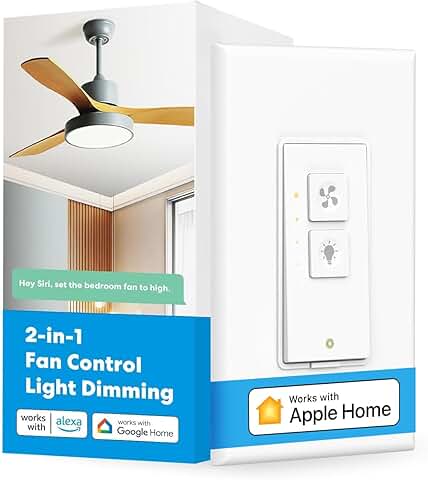 Hey Siri, set the bedroom fan to high.
2-in-1
Fan Control
Light Dimming
works with
alexa
works with
Google Home
Works with
Apple Home